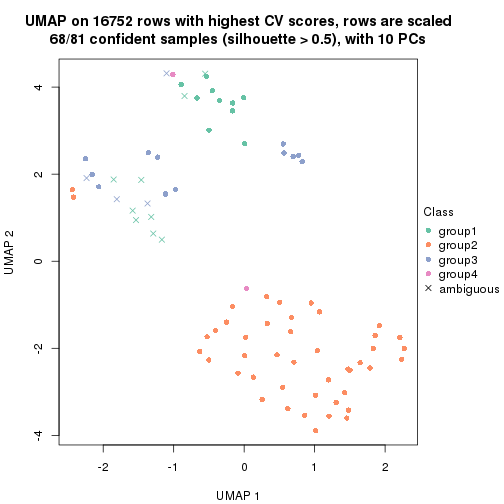 UMAP on 16752 rows with highest CV scores, rows are scaled
68/81 confident samples (silhouette > 0.5), with 10 PCs
4
2
0
-2
-4
UMAP 2
-2
-1
0
1
2
UMAP 1
Class
group1
group2
group3
group4
ambiguous